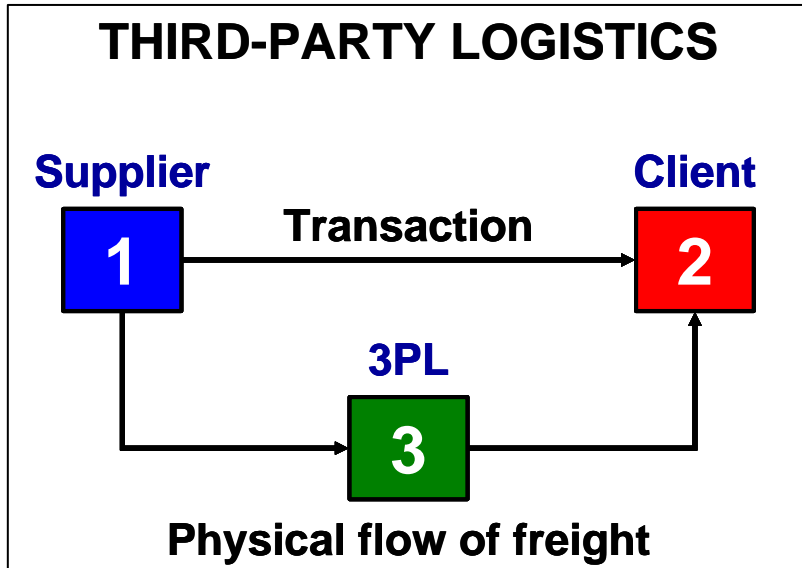 THIRD-PARTY LOGISTICS
Supplier
Client
Transaction
1
2
3PL
3
Physical flow of freight